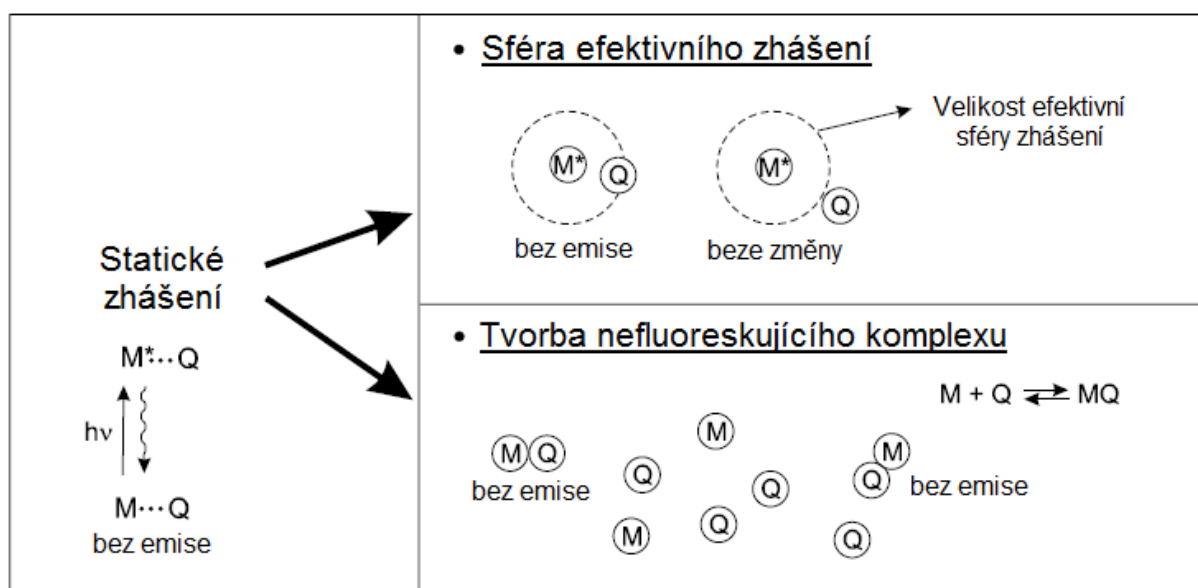 Statické
zhášení
M*···Q
hν
M···Q
bez emise
• Sféra efektivního zhášení
M*
Q
bez emise
M*
Q
beze změny
Velikost efektivní
sféry zhášení
• Tvorba nefluoreskujícího komplexu
M + Q ⇌ MQ
M Q
bez emise
Q
M
M
Q
Q
M
Q
bez emise
Q